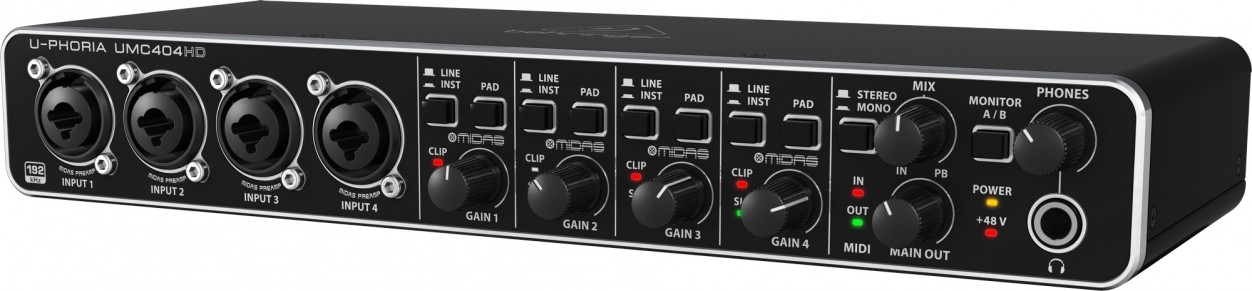 U-PHORIA UMC404HD
192 kHz
MIDAS PREAMP
INPUT 1
MIDAS PREAMP
INPUT 2
MIDAS PREAMP
INPUT 3
MIDAS PREAMP
INPUT 4
LINE
INST
PAD
MIDAS
CLIP
GAIN 1
LINE
INST
PAD
MIDAS
CLIP
GAIN 2
LINE
INST
PAD
MIDAS
CLIP
GAIN 3
LINE
INST
PAD
MIDAS
CLIP
GAIN 4
STEREO
MONO
MIX
IN PB
IN
OUT
MIDI
MAIN OUT
MONITOR
A / B
POWER
+48 V
PHONES